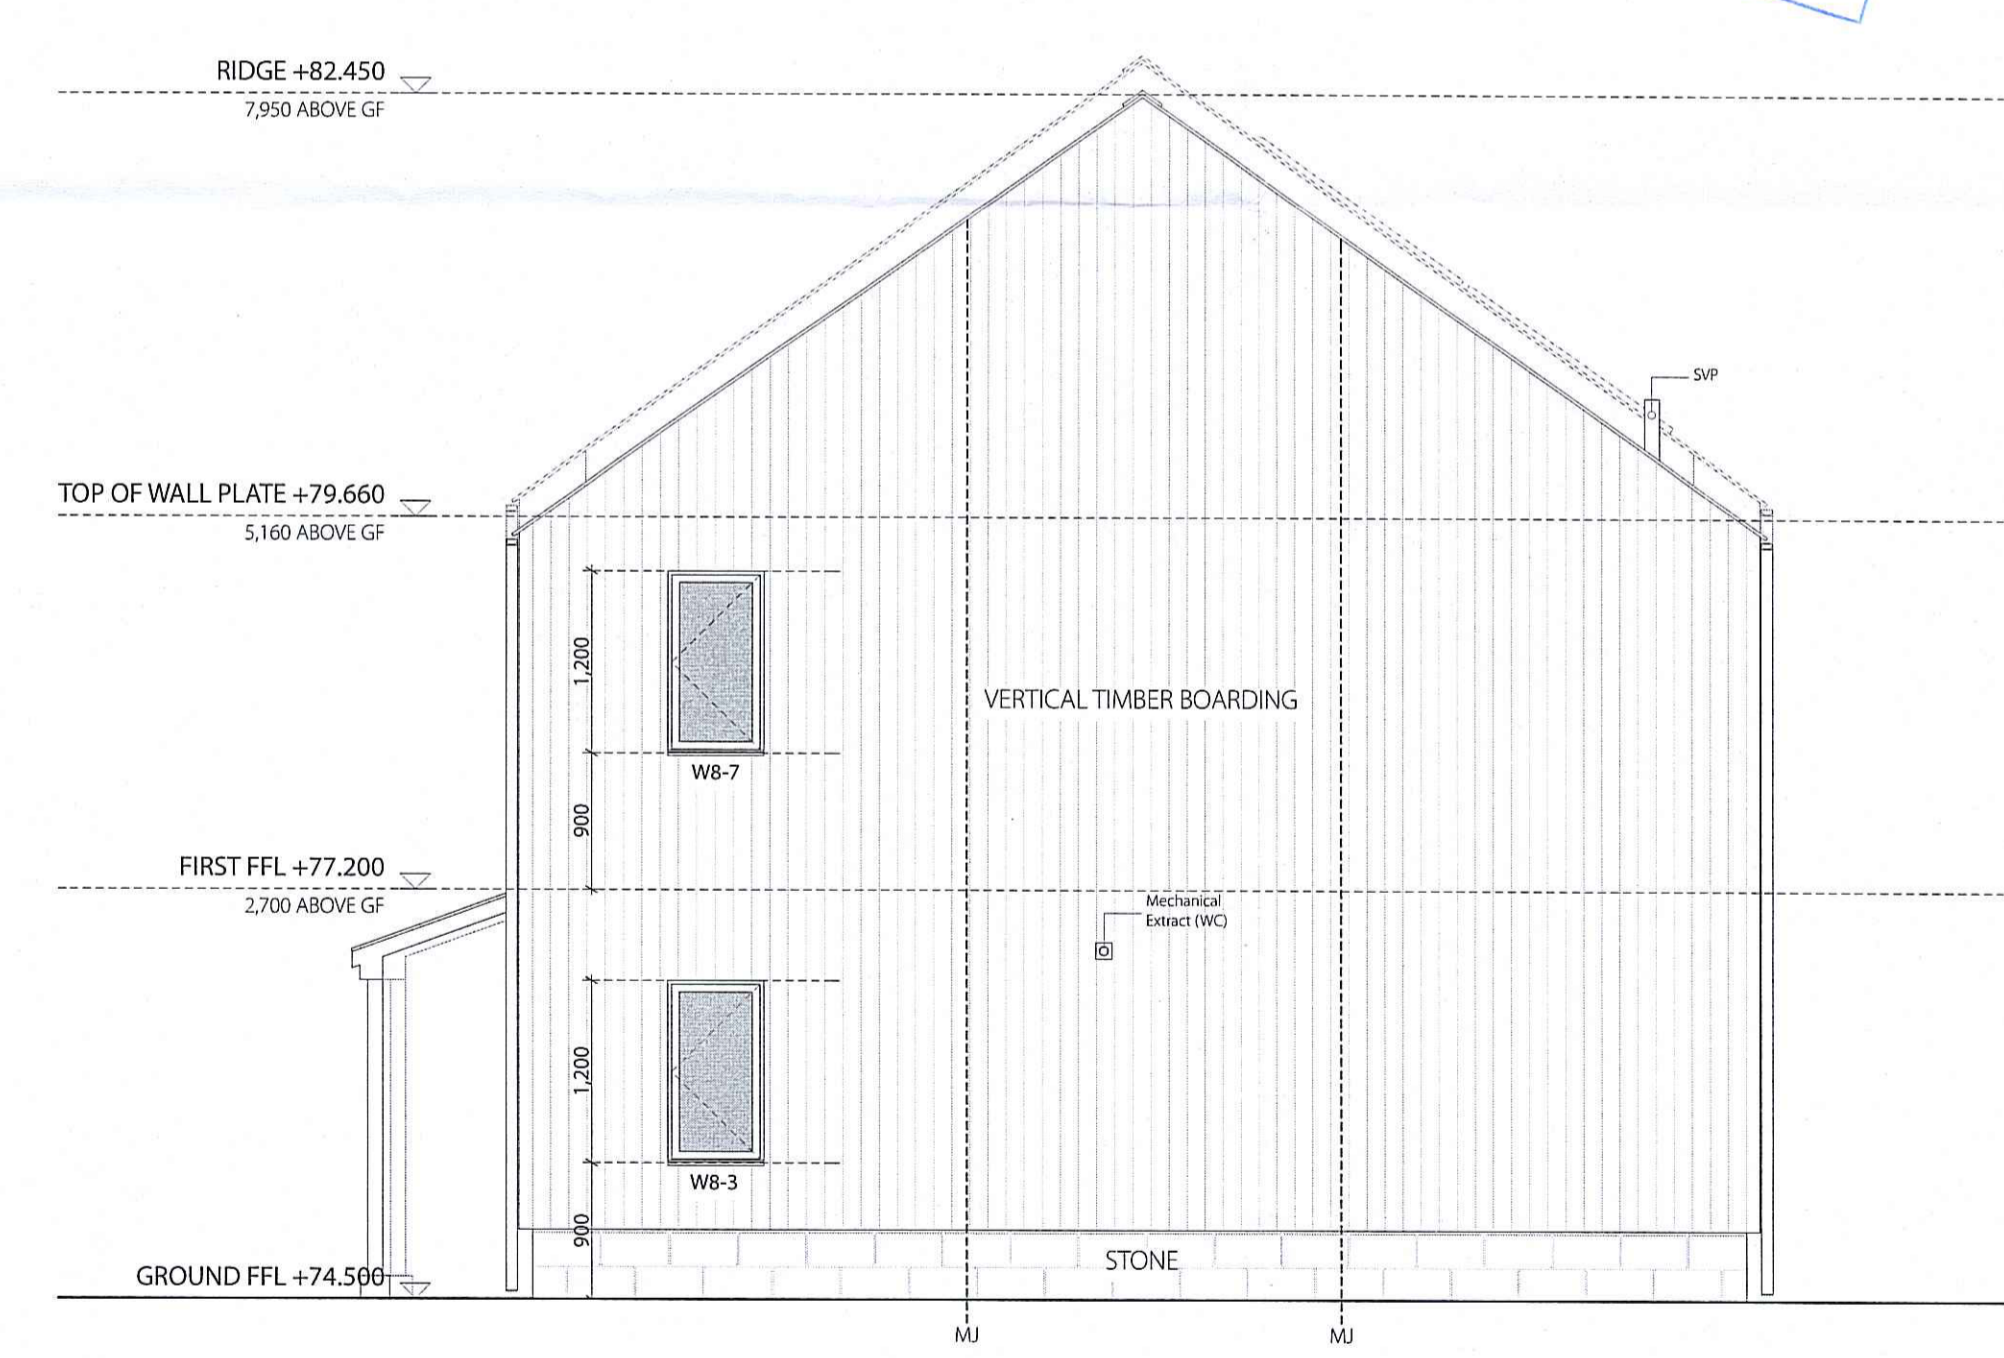 RIDGE +82.450
7,950 ABOVE GF
SVP
TOP OF WALL PLATE +79.660
5,160 ABOVE GF
1,200
VERTICAL TIMBER BOARDING
W8-7
900
FIRST FFL +77.200
2,700 ABOVE GF
Mechanical
Extract (WC)
1,200
W8-3
900
STONE
GROUND FFL +74.500
MJ
MJ